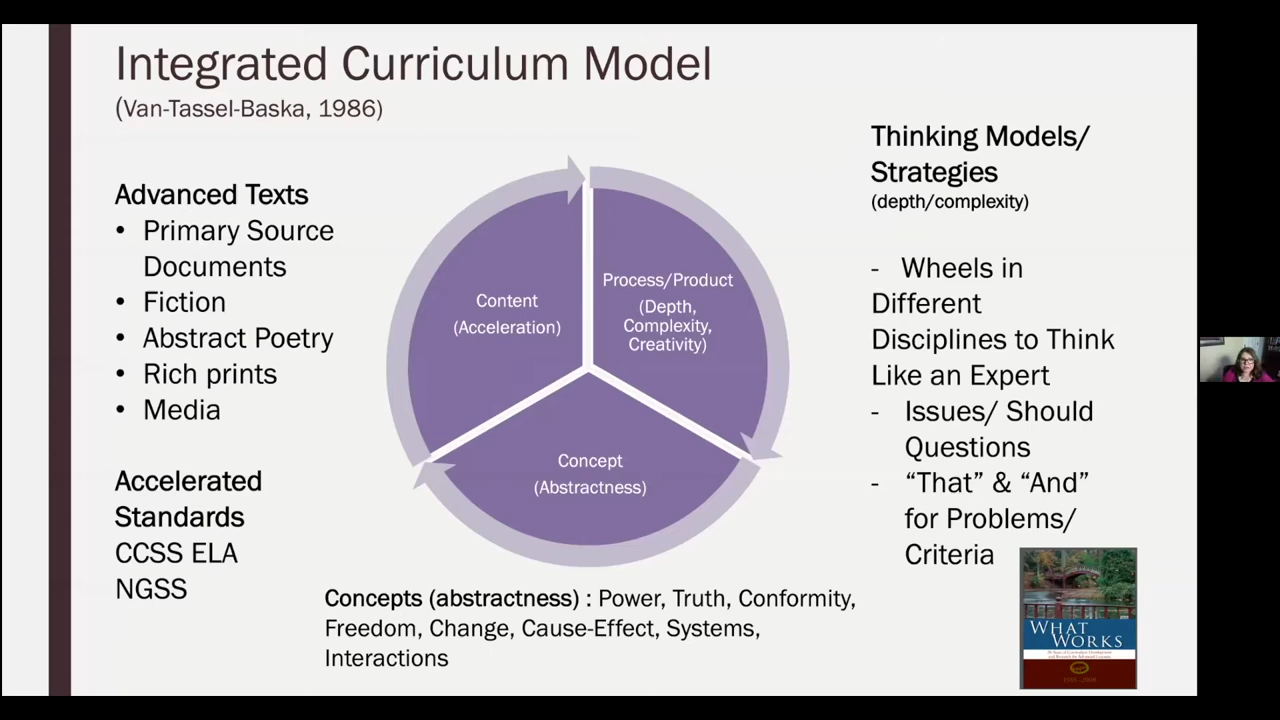 Integrated Curriculum Model
(Van-Tassel-Baska, 1986)
Advanced Texts
• Primary Source
Documents
• Fiction
• Abstract Poetry
• Rich prints
• Media
Accelerated
Standards
CCSS ELA
NGSS
Content
(Acceleration)
Process/Product
(Depth,
Complexity,
Creativity)
Concept
(Abstractness)
Concepts (abstractness) : Power, Truth, Conformity,
Freedom, Change, Cause-Effect, Systems,
Interactions
Thinking Models/
Strategies
(depth/complexity)
- Wheels in
Different
Disciplines to Think
Like an Expert
- Issues/ Should
Questions
- “That” & “And”
for Problems/
Criteria
WHAT
WORKS